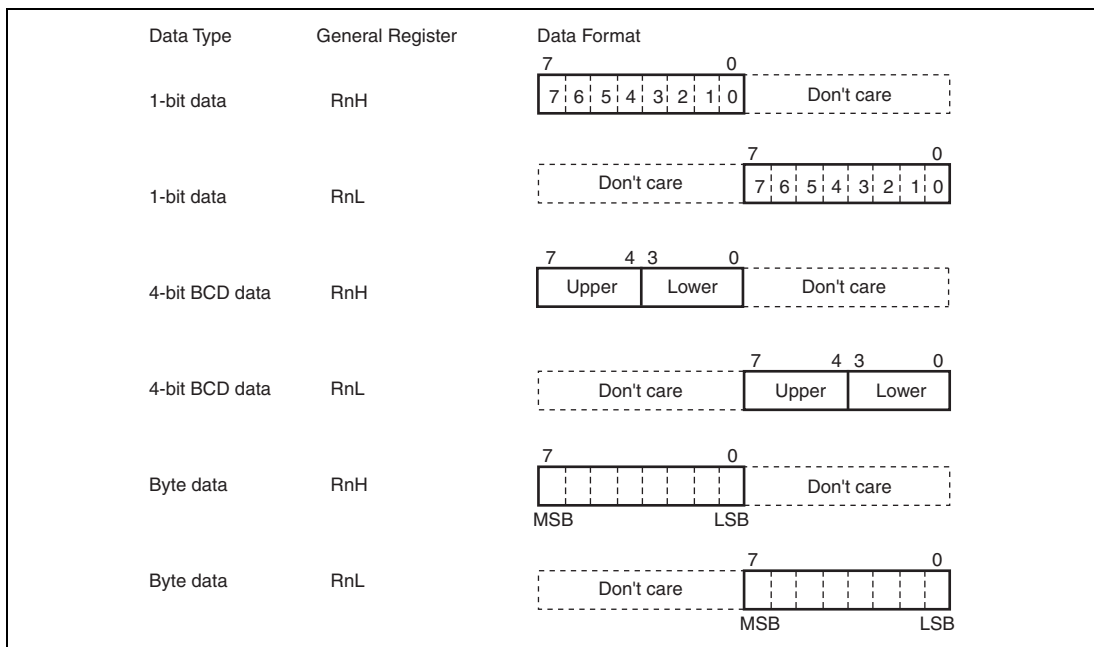 Data Type General Register Data Format
7 0
1-bit data RnH 7 6 5 4 3 2 1 0 Don't care
7 0
1-bit data RnL Don't care 7 6 5 4 3 2 1 0
7 4 3 0
4-bit BCD data RnH Upper Lower Don't care
7 4 3 0
4-bit BCD data RnL Don't care Upper Lower
7 0
Byte data RnH Don't care
MSB LSB
7 0
Byte data RnL Don't care
MSB LSB